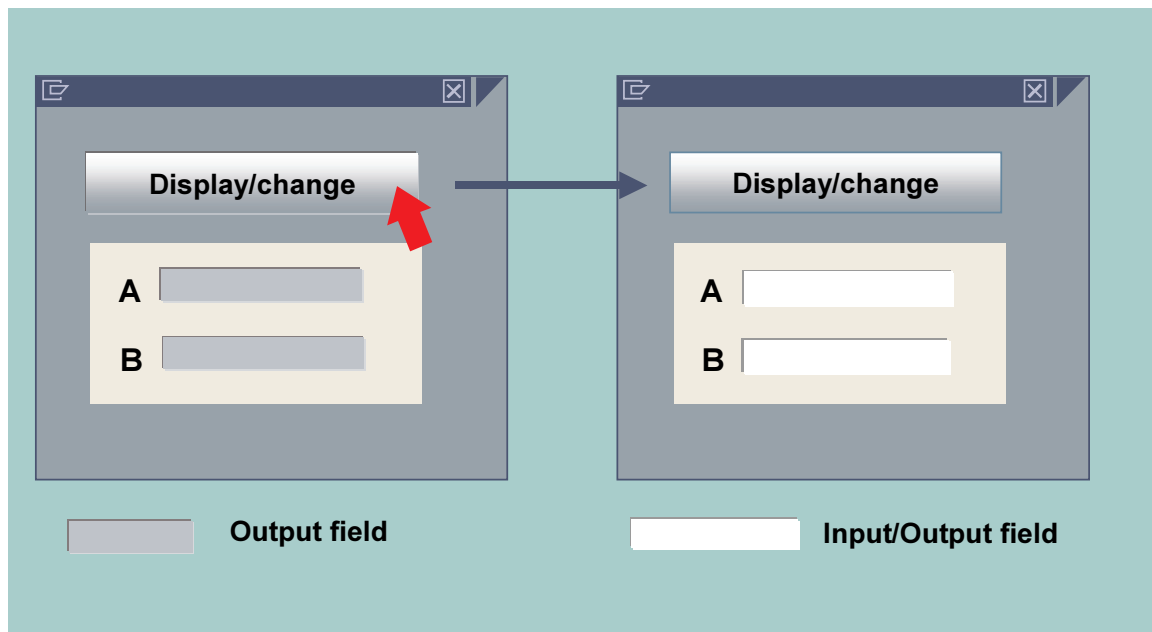 Display/change
A
B
Output field
Display/change
A
B
Input/Output field